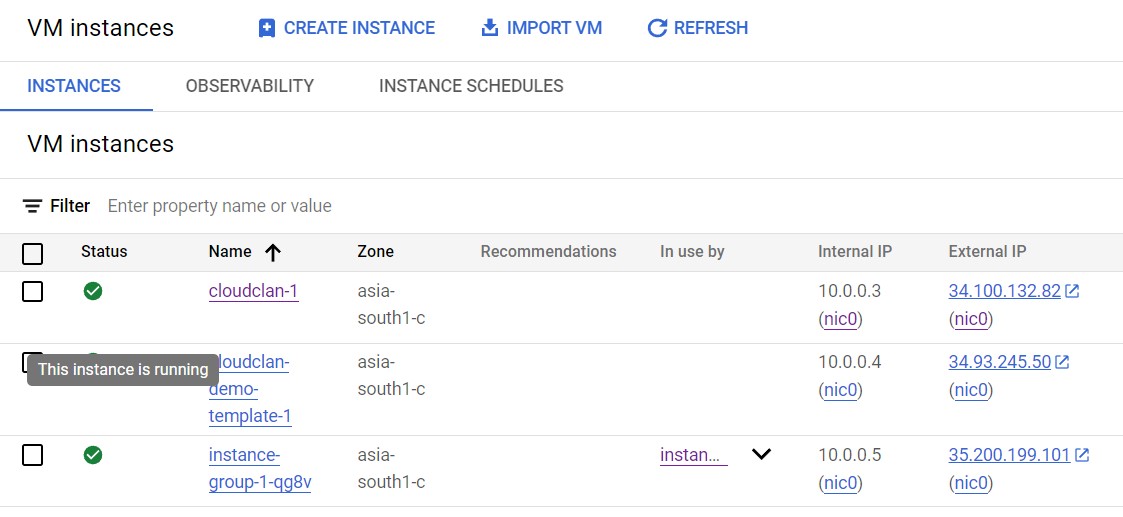 VM instances CREATE INSTANCE IMPORT VM REFRESH
INSTANCES OBSERVABILITY INSTANCE SCHEDULES
VM instances
Filter Enter property name or value
Status Name Zone Recommendations In use by Internal IP External IP
cloudclan-1 asia- 10.0.0.3 34.100.132.82
south1-c (nic0) (nic0)
loudclan- asia- 10.0.0.4 34.93.245.50
This instance is running
demo- south1-c (nic0) (nic0)
template-1
instance- asia- instan... 10.0.0.5 35.200.199.101
group-1-qg8v south1-c (nic0) (nic0)